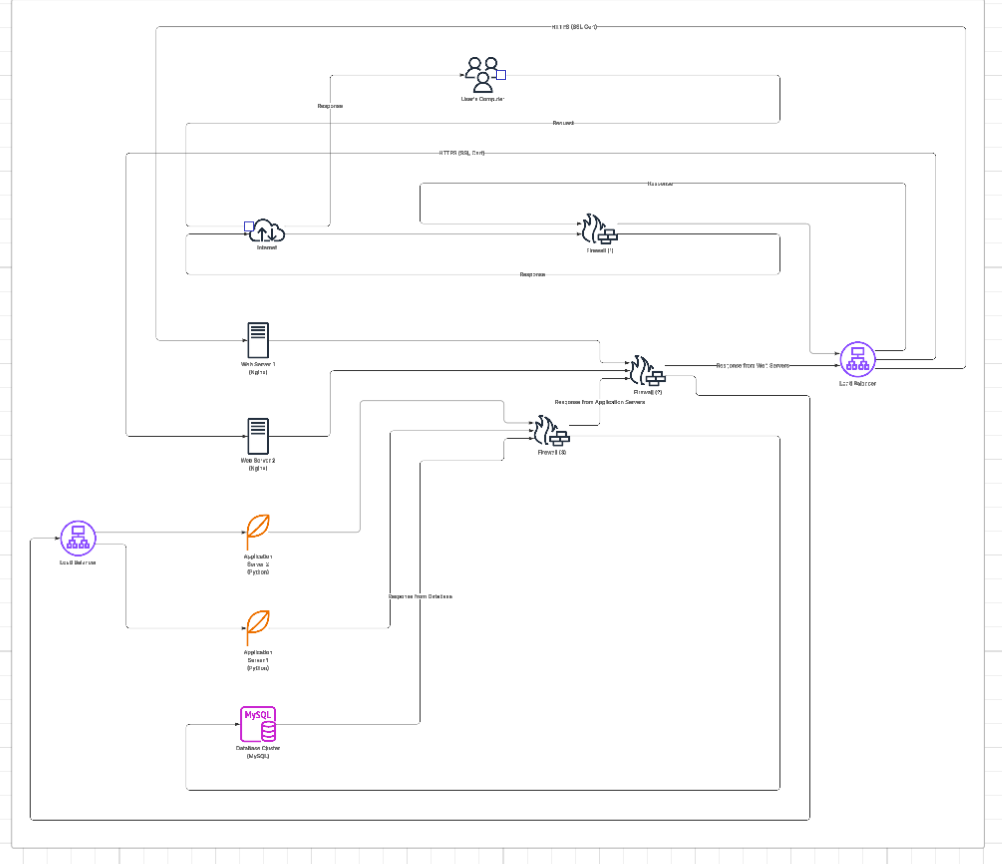 HTTPS (SSL Cert)
User's Computer
Response
Request
HTTPS (SSL Cert)
Response
Internet
Firewall (1)
Response
Web Server 1
(Nginx)
Response from Web Servers
Load Balancer
Firewall (2)
Response from Application Servers
Firewall (3)
Web Server 2
(Nginx)
Load Balancer
Application
Server 2
(Python)
Response from Database
Application
Server 1
(Python)
MySQL
Database Cluster
(MySQL)